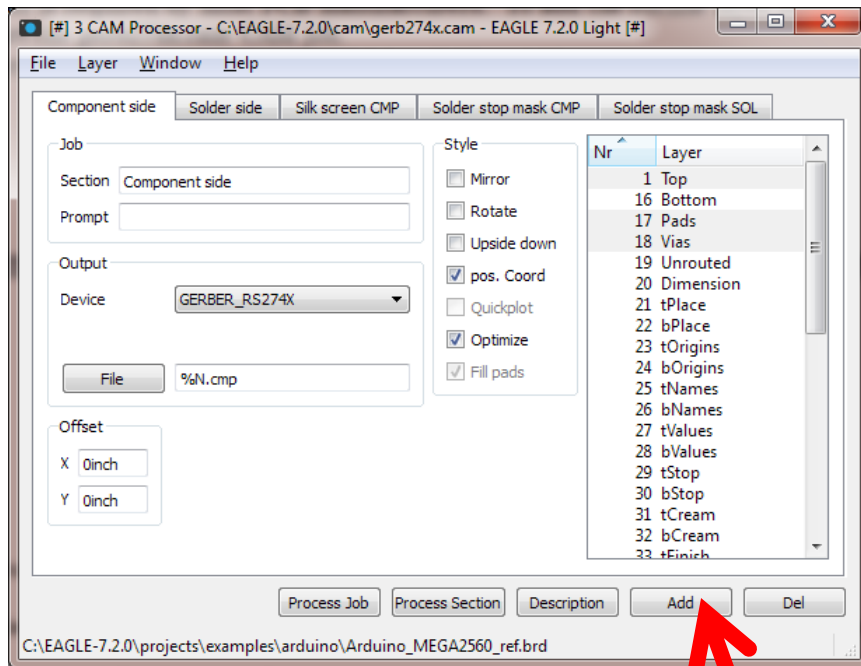 [#] 3 CAM Processor - C:\EAGLE-7.2.0\cam\gerb274x.cam - EAGLE 7.2.0 Light [#]
File Layer Window Help
Component side Solder side Silk screen CMP Solder stop mask CMP Solder stop mask SOL
Job
Section Component side
Prompt
Output
Device GERBER_RS274X
File %N.cmp
Offset
X 0inch
Y 0inch
Style
Mirror
Rotate
Upside down
pos. Coord
Quickplot
Optimize
Fill pads
Nr Layer
1 Top
16 Bottom
17 Pads
18 Vias
19 Unrouted
20 Dimension
21 tPlace
22 bPlace
23 tOrigins
24 bOrigins
25 tNames
26 bNames
27 tValues
28 bValues
29 tStop
30 bStop
31 tCream
32 bCream
33 tFinish
Process Job Process Section Description Add Del
C:\EAGLE-7.2.0\projects\examples\arduino\Arduino_MEGA2560_ref.brd